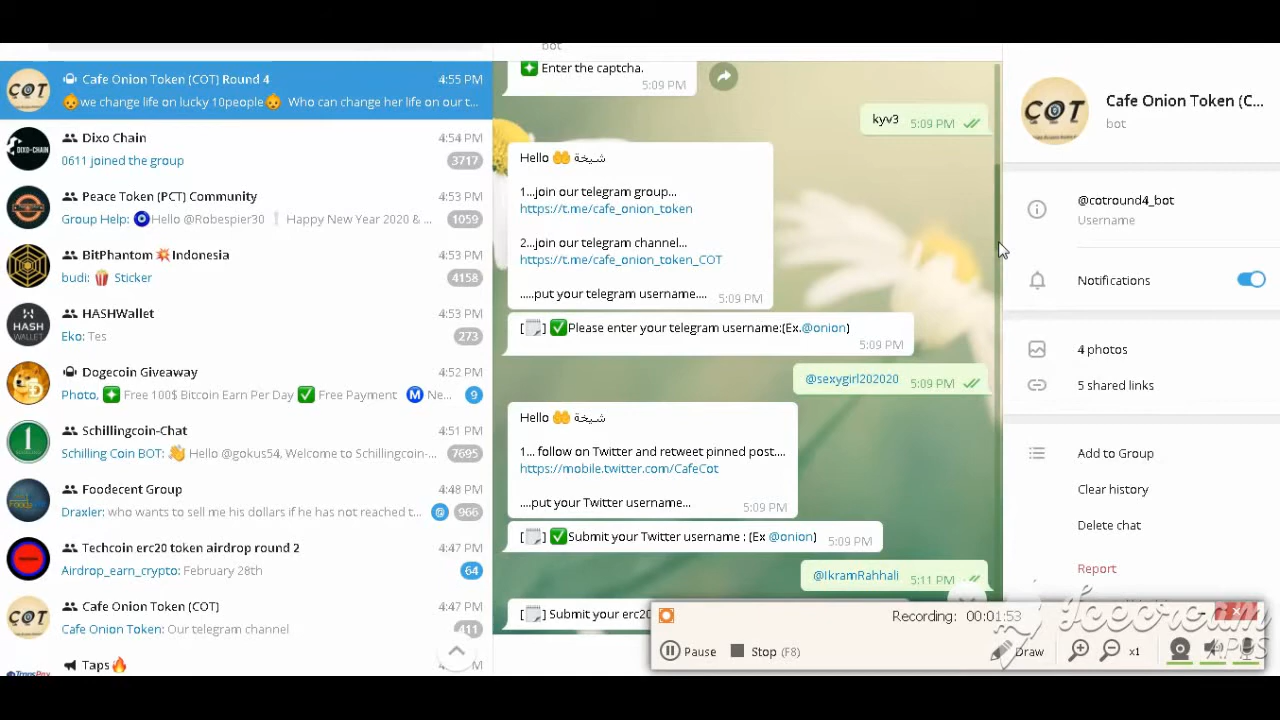 Cafe Onion Token (COT) Round 4
4:55 PM
👶we change life on lucky 10people👶 Who can change her life on our t...
Dixo Chain
4:54 PM
0611 joined the group
3717
DIXO-CHAIN
Peace Token (PCT) Community
4:53 PM
Group Help: 🧿Hello @Robespier30 ❕ Happy New Year 2020 & ...
1059
BitPhantom 💥Indonesia
4:53 PM
budi: 🍿 Sticker
4158
HASHWallet
4:53 PM
Eko: Tes
273
HASH
WALLET
Dogecoin Giveaway
4:52 PM
Photo, ❇️ Free 100$ Bitcoin Earn Per Day ✅ Free Payment Ⓜ️ Ne...
9
Schillingcoin-Chat
4:51 PM
Schilling Coin BOT: 👋 Hello @gokus54, Welcome to Schillingcoin-...
7695
Foodecent Group
4:48 PM
Draxler: who wants to sell me his dollars if he has not reached t...
@
966
Techcoin erc20 token airdrop round 2
4:47 PM
Airdrop_earn_crypto: February 28th
64
Cafe Onion Token (COT)
4:47 PM
Cafe Onion Token: Our telegram channel
411
COT
Taps🔥
bot
❇️ Enter the captcha.
5:09 PM
kyv3 5:09 PM
Hello 🤲 شيخة
1...join our telegram group...
https://t.me/cafe_onion_token
2...join our telegram channel...
https://t.me/cafe_onion_token_COT
.....put your telegram username.... 5:09 PM
[🗒] ✅Please enter your telegram username:(Ex.@onion)
5:09 PM
@sexygirl202020 5:09 PM
Hello 🤲 شيخة
1... follow on Twitter and retweet pinned post....
https://mobile.twitter.com/CafeCot
....put your Twitter username... 5:09 PM
[🗒] ✅Submit your Twitter username : (Ex @onion) 5:09 PM
@IkramRahhali 5:11 PM
[🗒] Submit your erc20
COT
Cafe Onion Token (C...
bot
@cotround4_bot
Username
Notifications
4 photos
5 shared links
Add to Group
Clear history
Delete chat
Report
Recording: 00:01:53
Pause
Stop (F8)
Draw
x1
Icecream
APPS